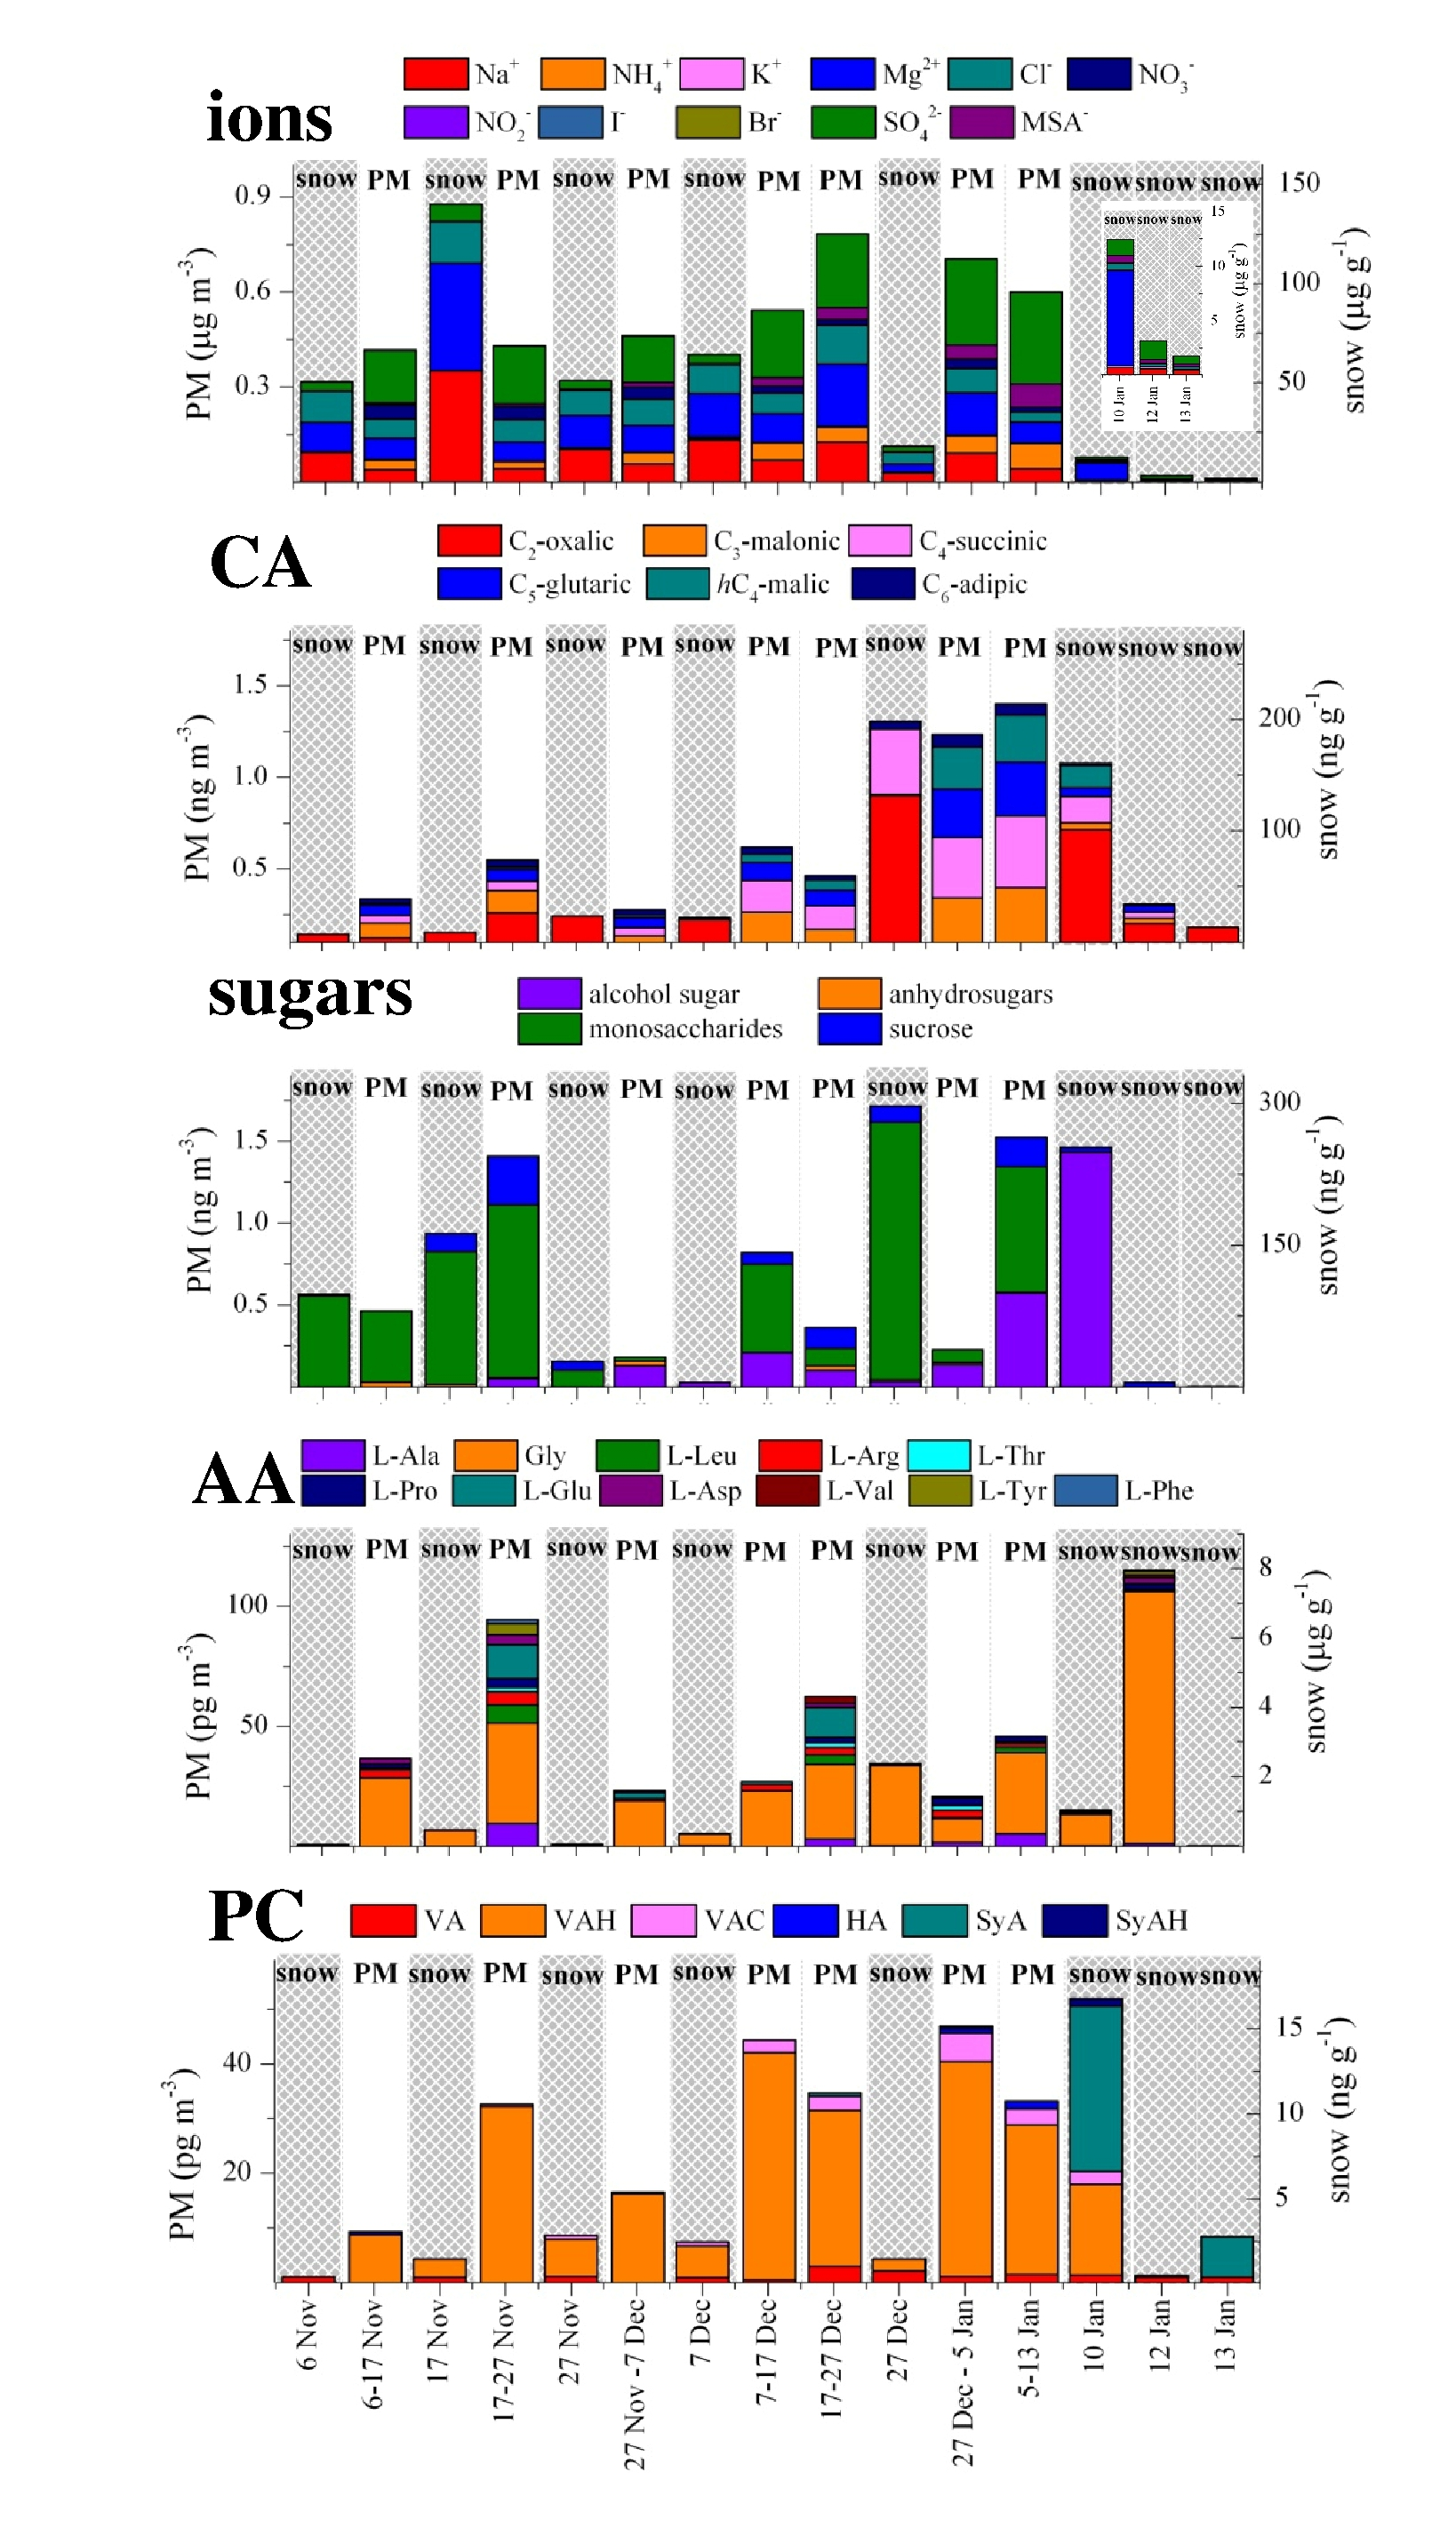 Na⁺ NH₄⁺ K⁺ Mg²⁺ Cl⁻ NO₃⁻
ions
NO₂⁻ I⁻ Br⁻ SO₄²⁻ MSA⁻
snow PM snow PM snow PM snow PM PM snow PM PM snow snow snow
0.9
0.6
0.3
PM (μg m⁻³)
150
100
50
snow (μg g⁻¹)
snow snow snow
15
10
5
snow (μg g⁻¹)
10 Jan
12 Jan
13 Jan
C₂-oxalic C₃-malonic C₄-succinic
CA
C₅-glutaric hC₄-malic C₆-adipic
snow PM snow PM snow PM snow PM PM snow PM PM snow snow snow
1.5
1.0
0.5
PM (ng m⁻³)
200
100
snow (ng g⁻¹)
sugars
alcohol sugar anhydrosugars
monosaccharides sucrose
snow PM snow PM snow PM snow PM PM snow PM PM snow snow snow
1.5
1.0
0.5
PM (ng m⁻³)
300
150
snow (ng g⁻¹)
AA
L-Ala Gly L-Leu L-Arg L-Thr
L-Pro L-Glu L-Asp L-Val L-Tyr L-Phe
snow PM snow PM snow PM snow PM PM snow PM PM snow snow snow
100
50
PM (pg m⁻³)
8
6
4
2
snow (μg g⁻¹)
PC
VA VAH VAC HA SyA SyAH
snow PM snow PM snow PM snow PM PM snow PM PM snow snow snow
40
20
PM (pg m⁻³)
15
10
5
snow (ng g⁻¹)
6 Nov
6-17 Nov
17 Nov
17-27 Nov
27 Nov
27 Nov -7 Dec
7 Dec
7-17 Dec
17-27 Dec
27 Dec
27 Dec - 5 Jan
5-13 Jan
10 Jan
12 Jan
13 Jan